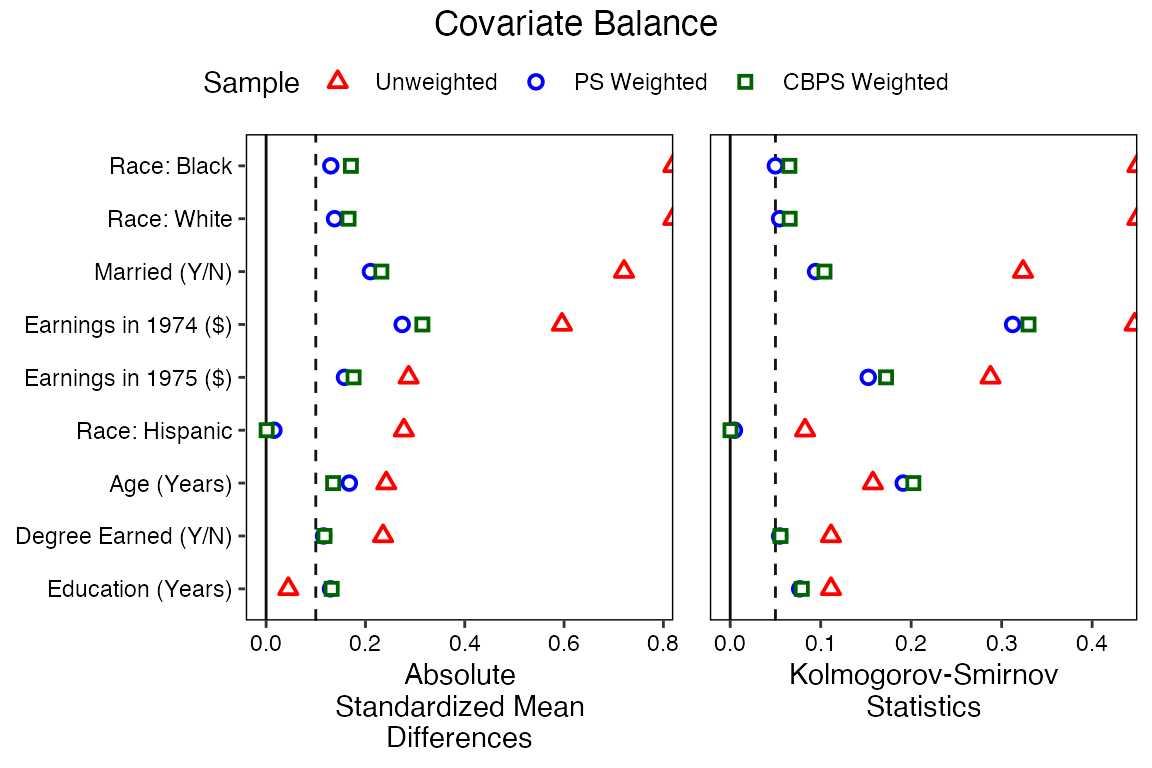 Covariate Balance
Sample Unweighted PS Weighted CBPS Weighted
Race: Black
Race: White
Married (Y/N)
Earnings in 1974 ($)
Earnings in 1975 ($)
Race: Hispanic
Age (Years)
Degree Earned (Y/N)
Education (Years)
0.0 0.2 0.4 0.6 0.8
Absolute
Standardized Mean
Differences
0.0 0.1 0.2 0.3 0.4
Kolmogorov-Smirnov
Statistics